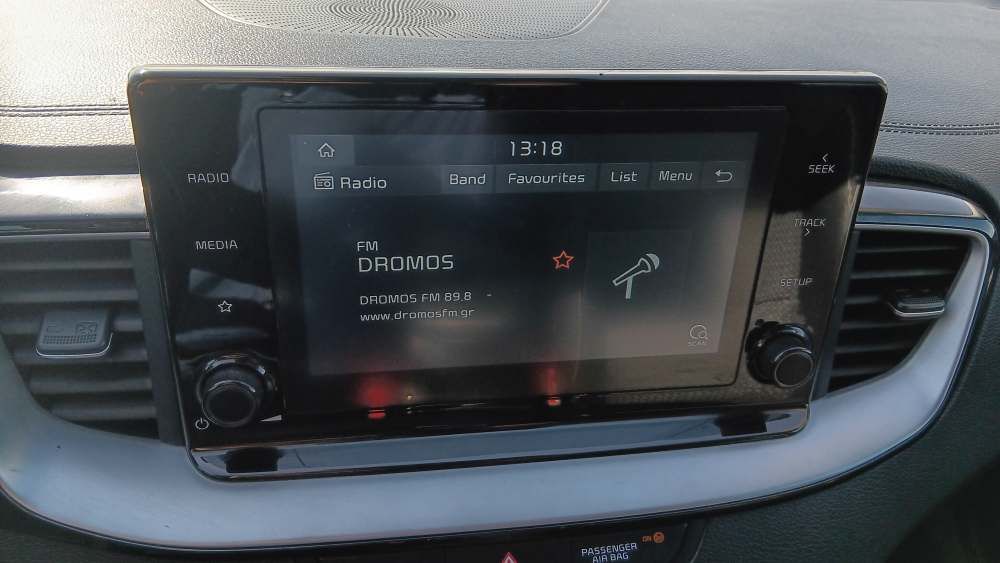 13:18
Radio
Band
Favourites
List
Menu
RADIO
SEEK
MEDIA
TRACK
SETUP
FM
DROMOS
DROMOS FM 89.8 -
www.dromosfm.gr
SCAN
PASSENGER
AIR BAG
ON